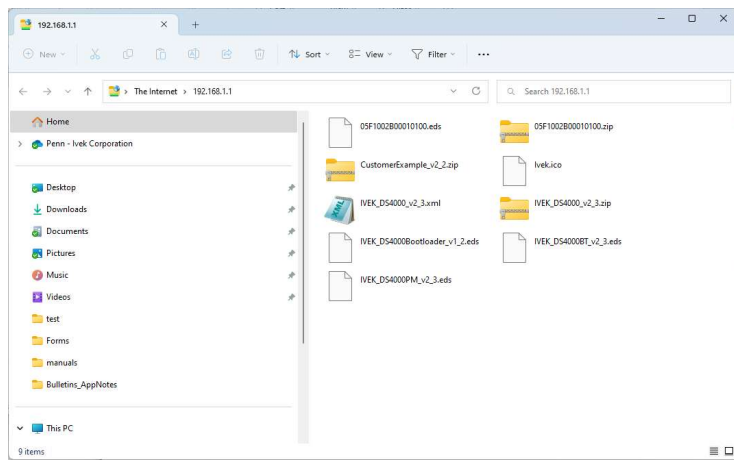 192.168.1.1
New
Sort
View
Filter
The Internet > 192.168.1.1
Search 192.168.1.1
Home
Penn - Ivek Corporation
Desktop
Downloads
Documents
Pictures
Music
Videos
test
Forms
manuals
Bulletins_AppNotes
This PC
05F1002B00010100.eds
05F1002B00010100.zip
CustomerExample_v2_2.zip
Ivek.ico
XML
IVEK_DS4000_v2_3.xml
IVEK_DS4000_v2_3.zip
IVEK_DS4000Bootloader_v1_2.eds
IVEK_DS4000BT_v2_3.eds
IVEK_DS4000PM_v2_3.eds
9 items